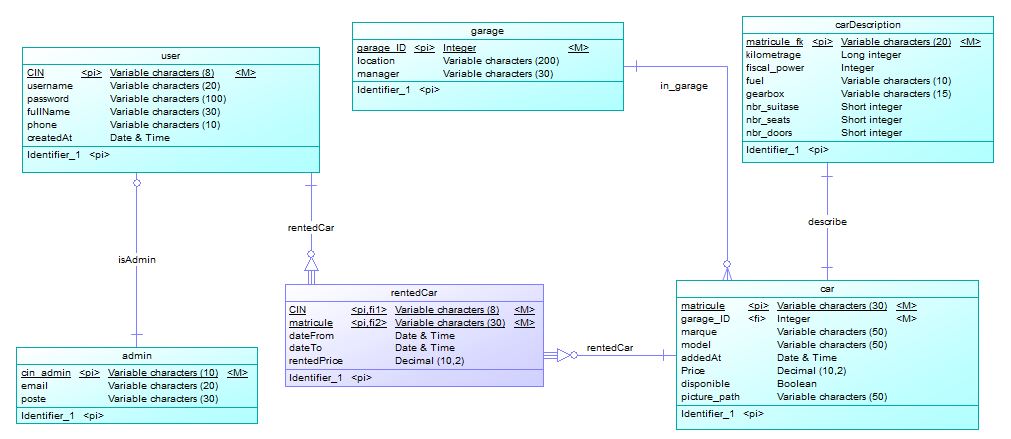 user
CIN <pi> Variable characters (8) <M>
username Variable characters (20)
password Variable characters (100)
fullName Variable characters (30)
phone Variable characters (10)
createdAt Date & Time
Identifier_1 <pi>
garage
garage_ID <pi> Integer <M>
location Variable characters (200)
manager Variable characters (30)
Identifier_1 <pi>
carDescription
matricule_fk <pi> Variable characters (20) <M>
kilometrage Long integer
fiscal_power Integer
fuel Variable characters (10)
gearbox Variable characters (15)
nbr_suitase Short integer
nbr_seats Short integer
nbr_doors Short integer
Identifier_1 <pi>
in_garage
rentedCar
describe
isAdmin
rentedCar
CIN <pi,fi1> Variable characters (8) <M>
matricule <pi,fi2> Variable characters (30) <M>
dateFrom Date & Time
dateTo Date & Time
rentedPrice Decimal (10,2)
Identifier_1 <pi>
rentedCar
car
matricule <pi> Variable characters (30) <M>
garage_ID <fi> Integer <M>
marque Variable characters (50)
model Variable characters (50)
addedAt Date & Time
Price Decimal (10,2)
disponible Boolean
picture_path Variable characters (50)
Identifier_1 <pi>
admin
cin_admin <pi> Variable characters (10) <M>
email Variable characters (20)
poste Variable characters (30)
Identifier_1 <pi>